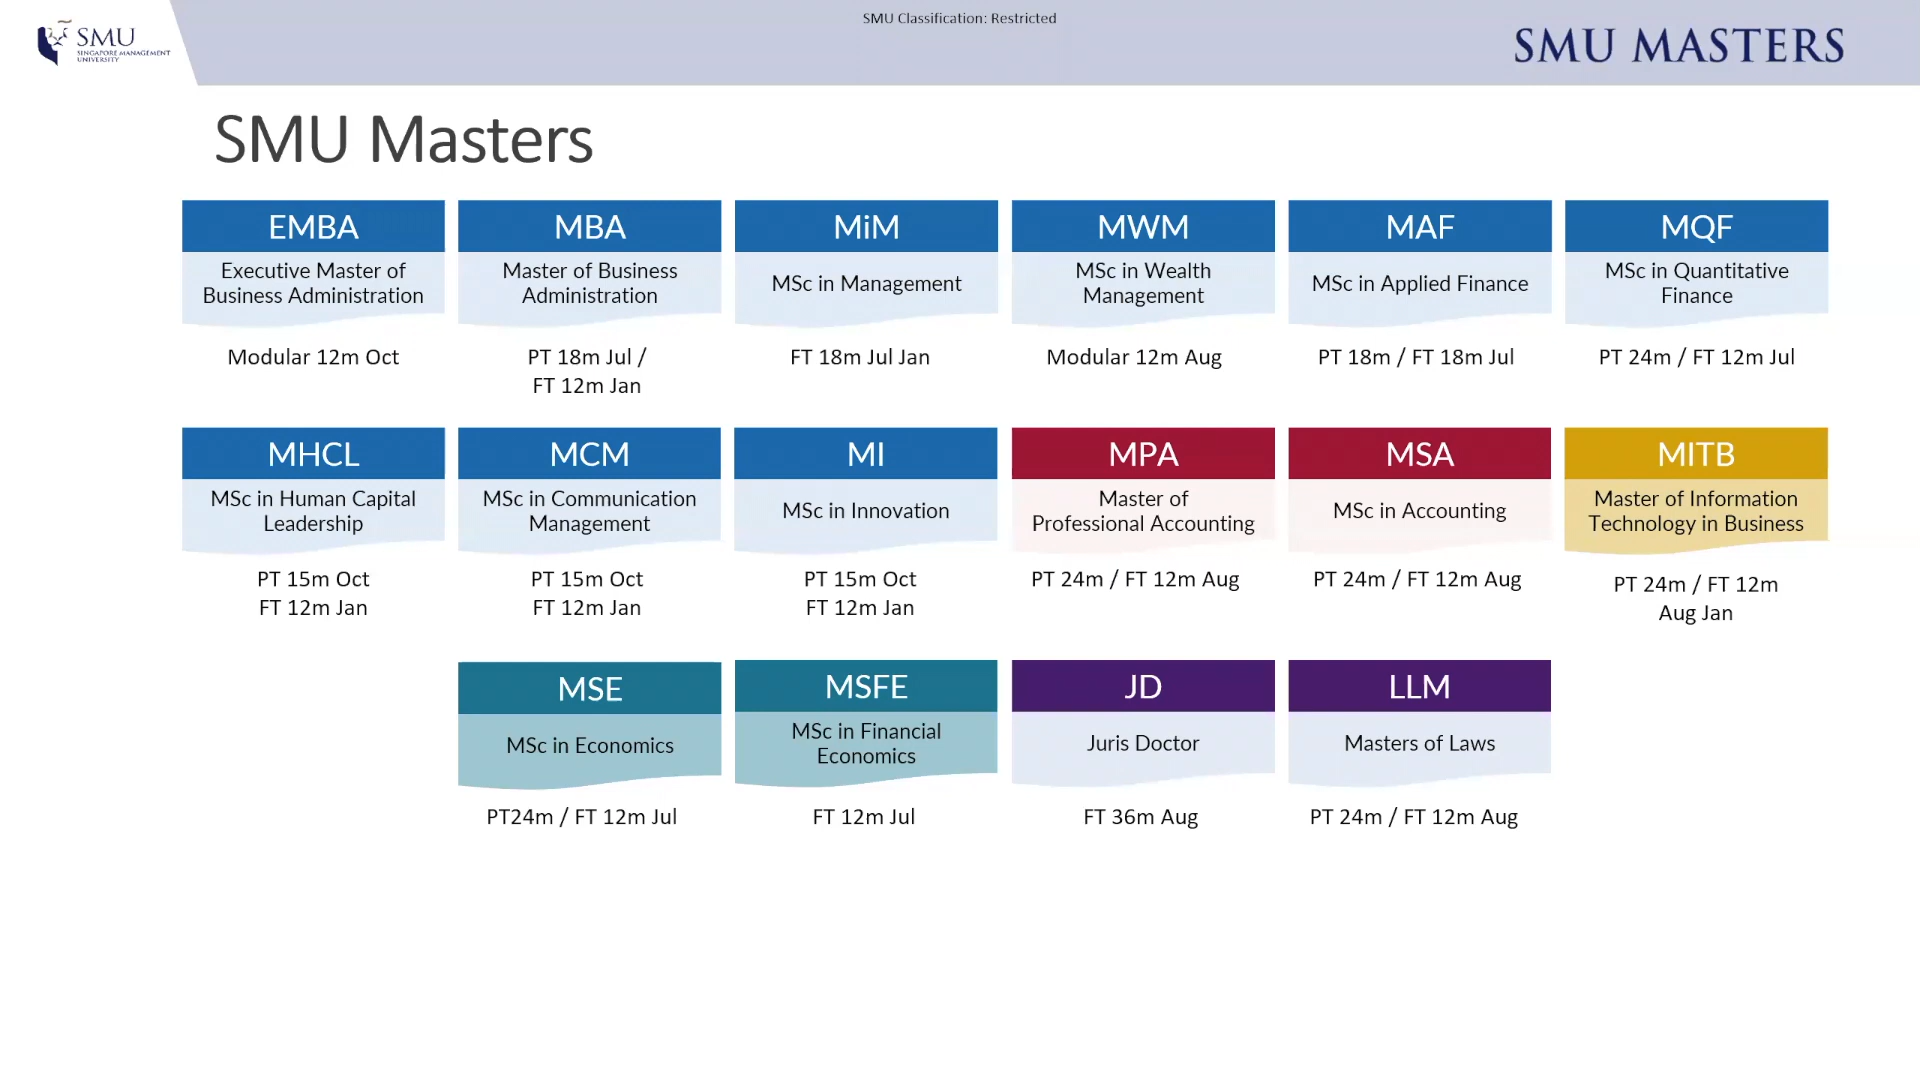 SMU Classification: Restricted
SMU
SINGAPORE MANAGEMENT
UNIVERSITY
SMU MASTERS
SMU Masters
EMBA
Executive Master of
Business Administration
Modular 12m Oct
MBA
Master of Business
Administration
PT 18m Jul /
FT 12m Jan
MiM
MSc in Management
FT 18m Jul Jan
MWM
MSc in Wealth
Management
Modular 12m Aug
MAF
MSc in Applied Finance
PT 18m / FT 18m Jul
MQF
MSc in Quantitative
Finance
PT 24m / FT 12m Jul
MHCL
MSc in Human Capital
Leadership
PT 15m Oct
FT 12m Jan
MCM
MSc in Communication
Management
PT 15m Oct
FT 12m Jan
MI
MSc in Innovation
PT 15m Oct
FT 12m Jan
MPA
Master of
Professional Accounting
PT 24m / FT 12m Aug
MSA
MSc in Accounting
PT 24m / FT 12m Aug
MITB
Master of Information
Technology in Business
PT 24m / FT 12m
Aug Jan
MSE
MSc in Economics
PT24m / FT 12m Jul
MSFE
MSc in Financial
Economics
FT 12m Jul
JD
Juris Doctor
FT 36m Aug
LLM
Masters of Laws
PT 24m / FT 12m Aug